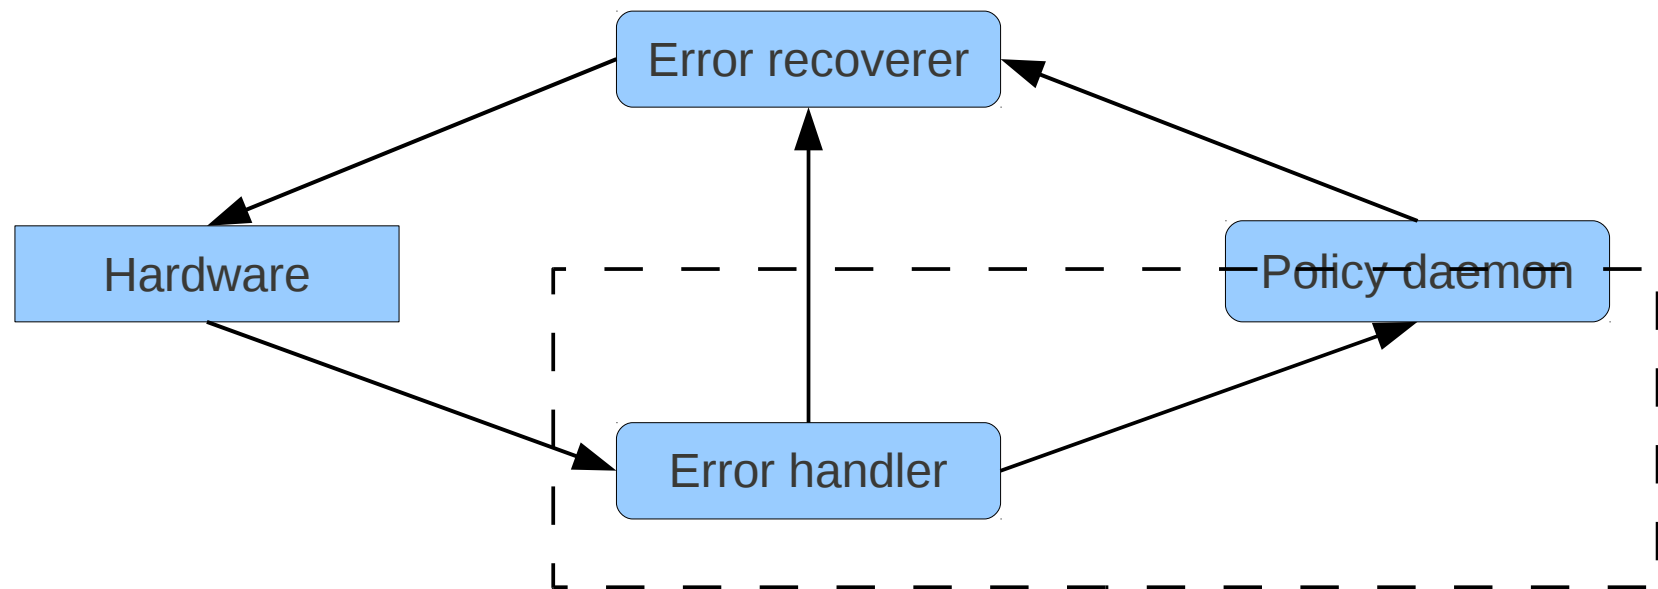 Error recoverer
Hardware
Policy daemon
Error handler